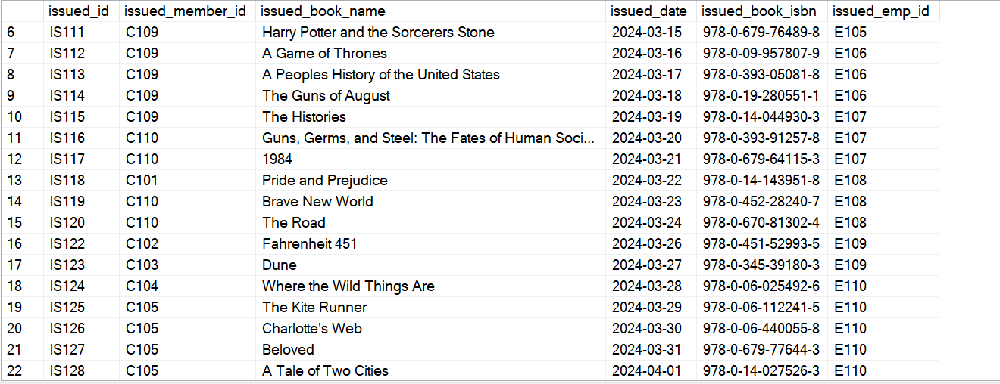 issued_id issued_member_id issued_book_name issued_date issued_book_isbn issued_emp_id
6 IS111 C109 Harry Potter and the Sorcerers Stone 2024-03-15 978-0-679-76489-8 E105
7 IS112 C109 A Game of Thrones 2024-03-16 978-0-09-957807-9 E106
8 IS113 C109 A Peoples History of the United States 2024-03-17 978-0-393-05081-8 E106
9 IS114 C109 The Guns of August 2024-03-18 978-0-19-280551-1 E106
10 IS115 C109 The Histories 2024-03-19 978-0-14-044930-3 E107
11 IS116 C110 Guns, Germs, and Steel: The Fates of Human Soci... 2024-03-20 978-0-393-91257-8 E107
12 IS117 C110 1984 2024-03-21 978-0-679-64115-3 E107
13 IS118 C101 Pride and Prejudice 2024-03-22 978-0-14-143951-8 E108
14 IS119 C110 Brave New World 2024-03-23 978-0-452-28240-7 E108
15 IS120 C110 The Road 2024-03-24 978-0-670-81302-4 E108
16 IS122 C102 Fahrenheit 451 2024-03-26 978-0-451-52993-5 E109
17 IS123 C103 Dune 2024-03-27 978-0-345-39180-3 E109
18 IS124 C104 Where the Wild Things Are 2024-03-28 978-0-06-025492-6 E110
19 IS125 C105 The Kite Runner 2024-03-29 978-0-06-112241-5 E110
20 IS126 C105 Charlotte's Web 2024-03-30 978-0-06-440055-8 E110
21 IS127 C105 Beloved 2024-03-31 978-0-679-77644-3 E110
22 IS128 C105 A Tale of Two Cities 2024-04-01 978-0-14-027526-3 E110